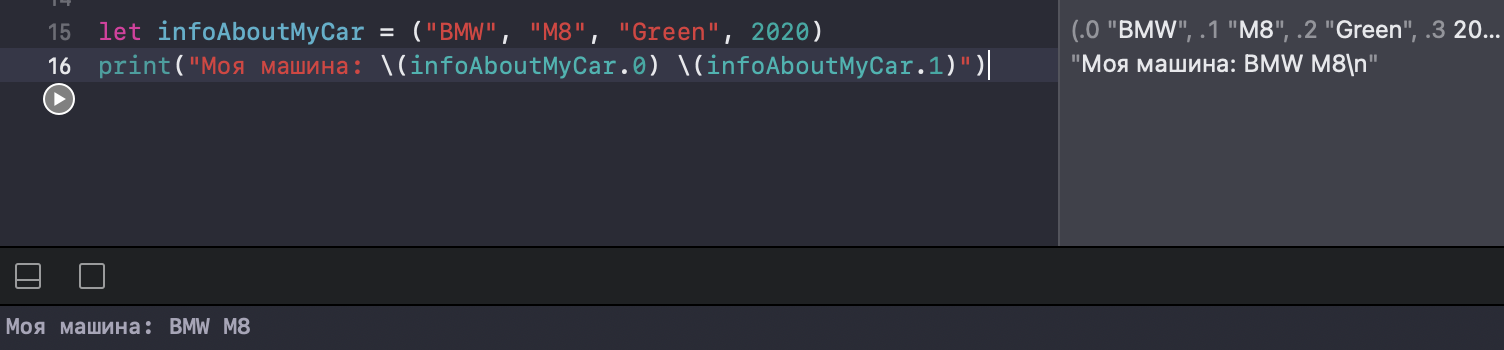 15 let infoAboutMyCar = ("BMW", "M8", "Green", 2020)
(.0 "BMW", .1 "M8", .2 "Green", .3 20...
16 print("Моя машина: \(infoAboutMyCar.0) \(infoAboutMyCar.1)")
"Моя машина: BMW M8\n"
Моя машина: BMW M8